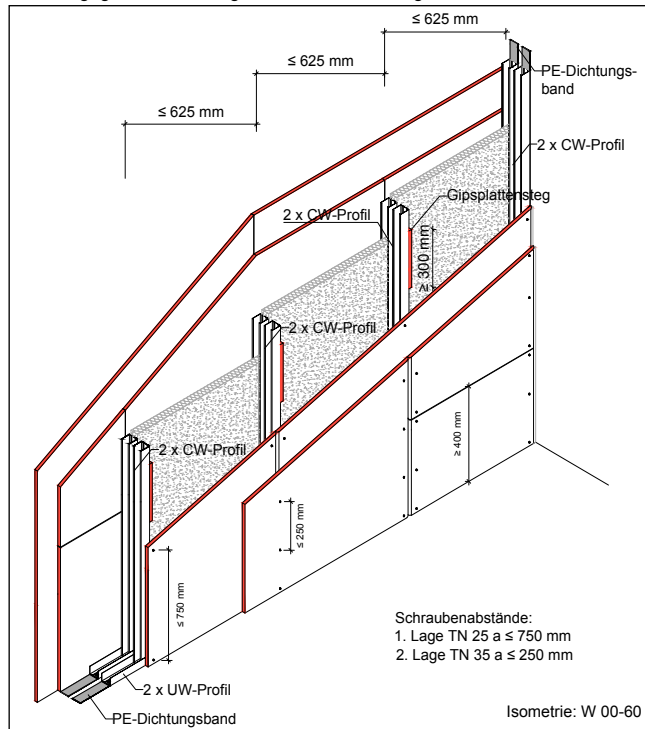 ≤ 625 mm
≤ 625 mm
≤ 625 mm
PE-Dichtungs-
band
2 x CW-Profil
Gipsplattensteg
2 x CW-Profil
≥ 300 mm
2 x CW-Profil
2 x CW-Profil
≥ 400 mm
≤ 250 mm
≤ 750 mm
Schraubenabstände:
1. Lage TN 25 a ≤ 750 mm
2. Lage TN 35 a ≤ 250 mm
2 x UW-Profil
PE-Dichtungsband
Isometrie: W 00-60